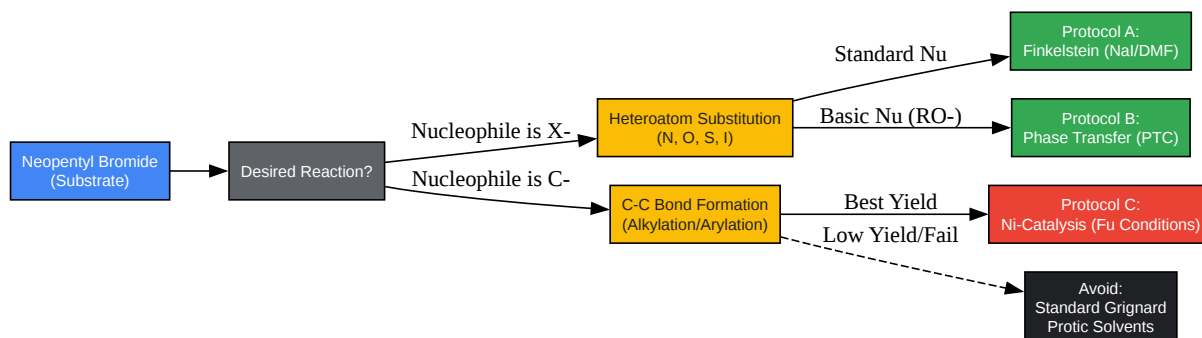 Neopentyl Bromide
(Substrate)
Desired Reaction?
Nucleophile is X-
Nucleophile is C-
Heteroatom Substitution
(N, O, S, I)
C-C Bond Formation
(Alkylation/Arylation)
Standard Nu
Basic Nu (RO-)
Best Yield
Low Yield/Fail
Protocol A:
Finkelstein (NaI/DMF)
Protocol B:
Phase Transfer (PTC)
Protocol C:
Ni-Catalysis (Fu Conditions)
Avoid:
Standard Grignard
Protic Solvents